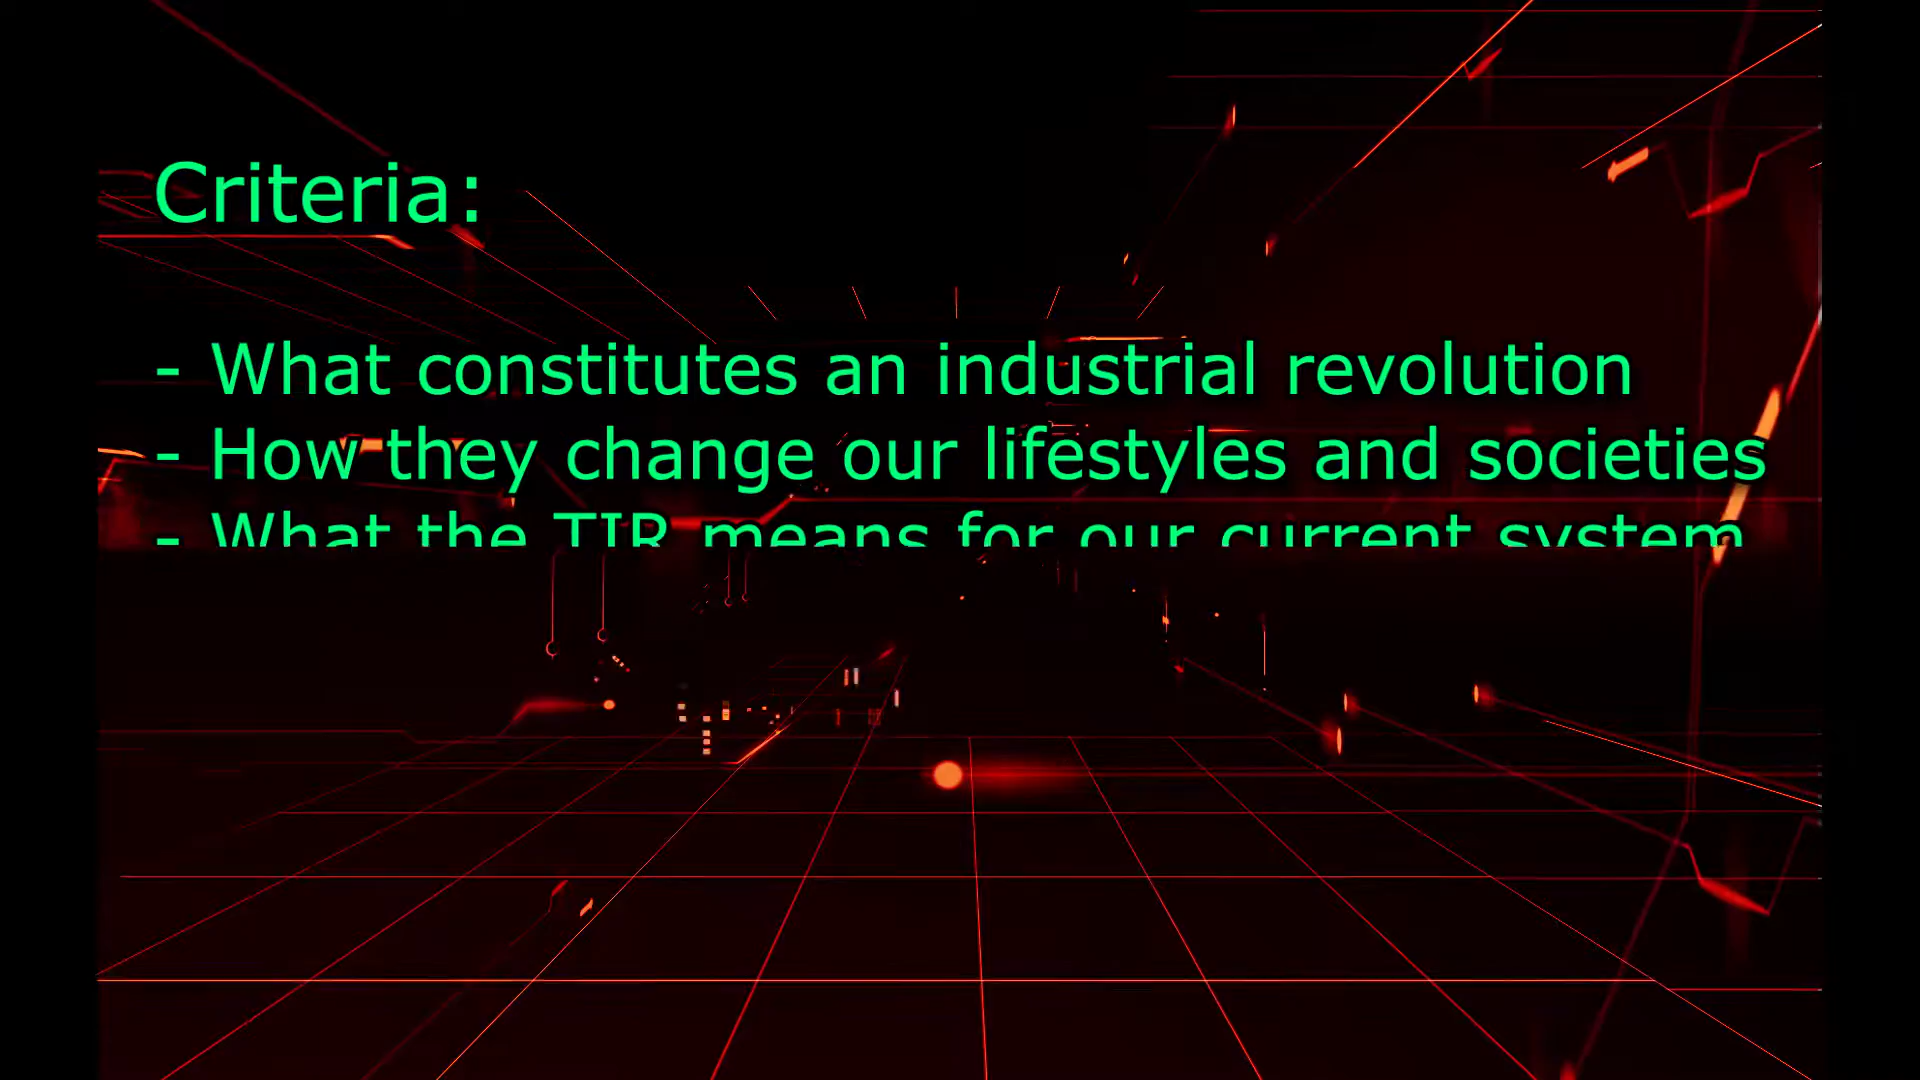 Criteria:
- What constitutes an industrial revolution
- How they change our lifestyles and societies
- What the TIR means for our current system